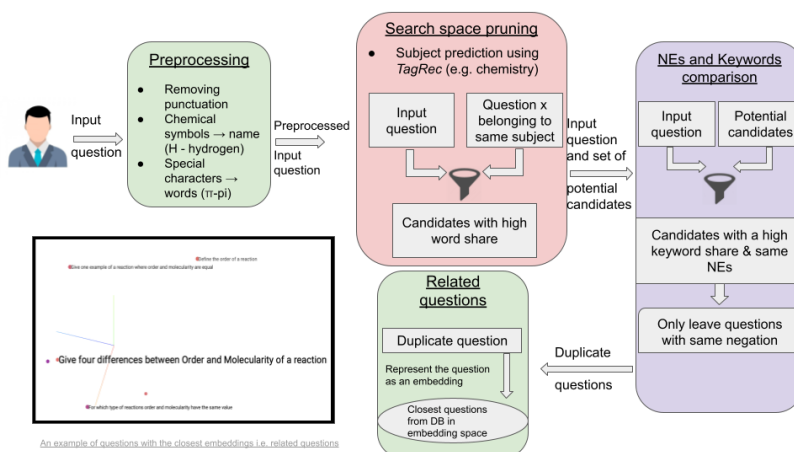 Input
question
Preprocessing
● Removing
punctuation
● Chemical
symbols → name
(H - hydrogen)
● Special
characters →
words (π-pi)
Preprocessed
Input
question
Search space pruning
● Subject prediction using
TagRec (e.g. chemistry)
Input
question
Question x
belonging to
same subject
Candidates with high
word share
Input
question
and set of
potential
candidates
NEs and Keywords
comparison
Input
question
Potential
candidates
Candidates with a high
keyword share & same
NEs
Only leave questions
with same negation
Duplicate
questions
Related
questions
Duplicate question
Represent the question
as an embedding
Closest questions
from DB in
embedding space
Define the order of a reaction
Give one example of a reaction where order and molecularity are equal
Give four differences between Order and Molecularity of a reaction
For which type of reactions order and molecularity have the same value
An example of questions with the closest embeddings i.e. related questions